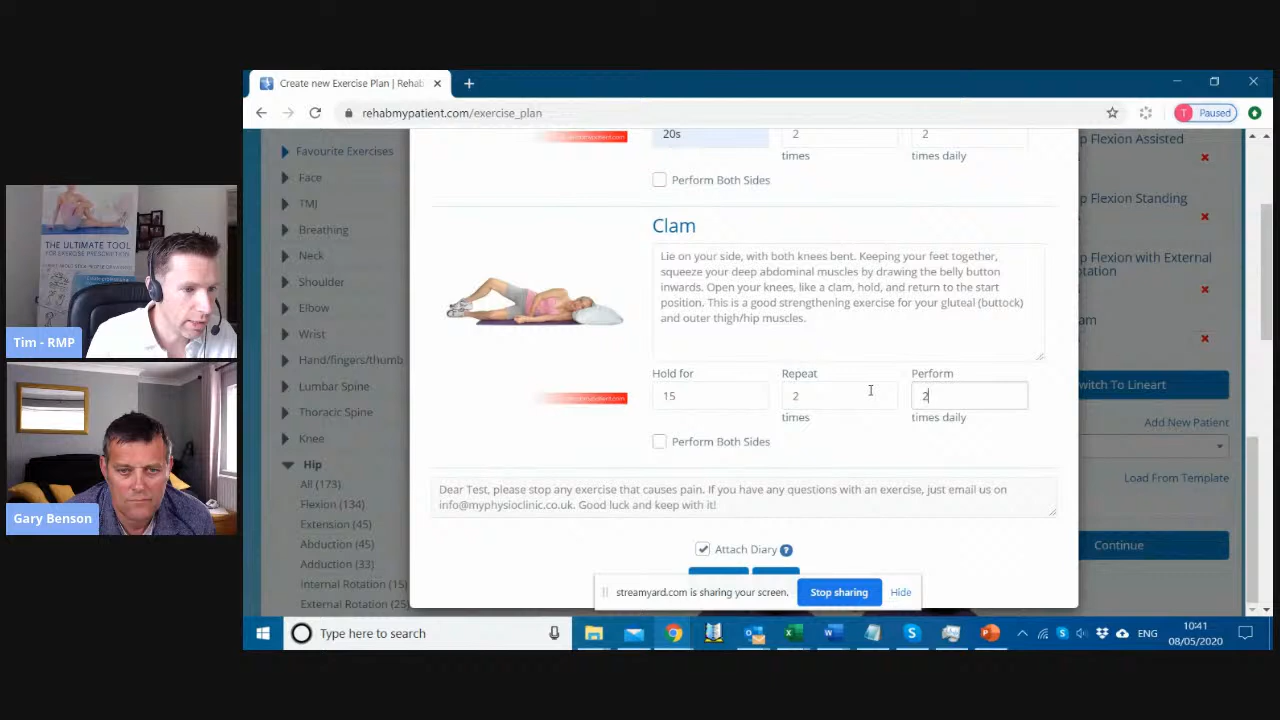 Create new Exercise Plan | Rehab
rehabmypatient.com/exercise_plan
Paused
Favourite Exercises
Face
TMJ
Breathing
Neck
Shoulder
Elbow
Wrist
Hand/fingers/thumb
Lumbar Spine
Thoracic Spine
Knee
Hip
All (173)
Flexion (134)
Extension (45)
Abduction (45)
Adduction (33)
Internal Rotation (15)
External Rotation (25)
20s
2
2
times
times daily
Perform Both Sides
Clam
Lie on your side, with both knees bent. Keeping your feet together,
squeeze your deep abdominal muscles by drawing the belly button
inwards. Open your knees, like a clam, hold, and return to the start
position. This is a good strengthening exercise for your gluteal (buttock)
and outer thigh/hip muscles.
Hold for
Repeat
Perform
15
2
2
times
times daily
Perform Both Sides
Dear Test, please stop any exercise that causes pain. If you have any questions with an exercise, just email us on
info@myphysioclinic.co.uk. Good luck and keep with it!
Attach Diary
p Flexion Assisted
p Flexion Standing
p Flexion with External
otation
am
witch To Lineart
Add New Patient
Load From Template
Continue
streamyard.com is sharing your screen.
Stop sharing
Hide
Type here to search
ENG
10:41
08/05/2020
THE ULTIMATE TOOL
FOR EXERCISE PRESCRIPTION
Tim - RMP
Gary Benson